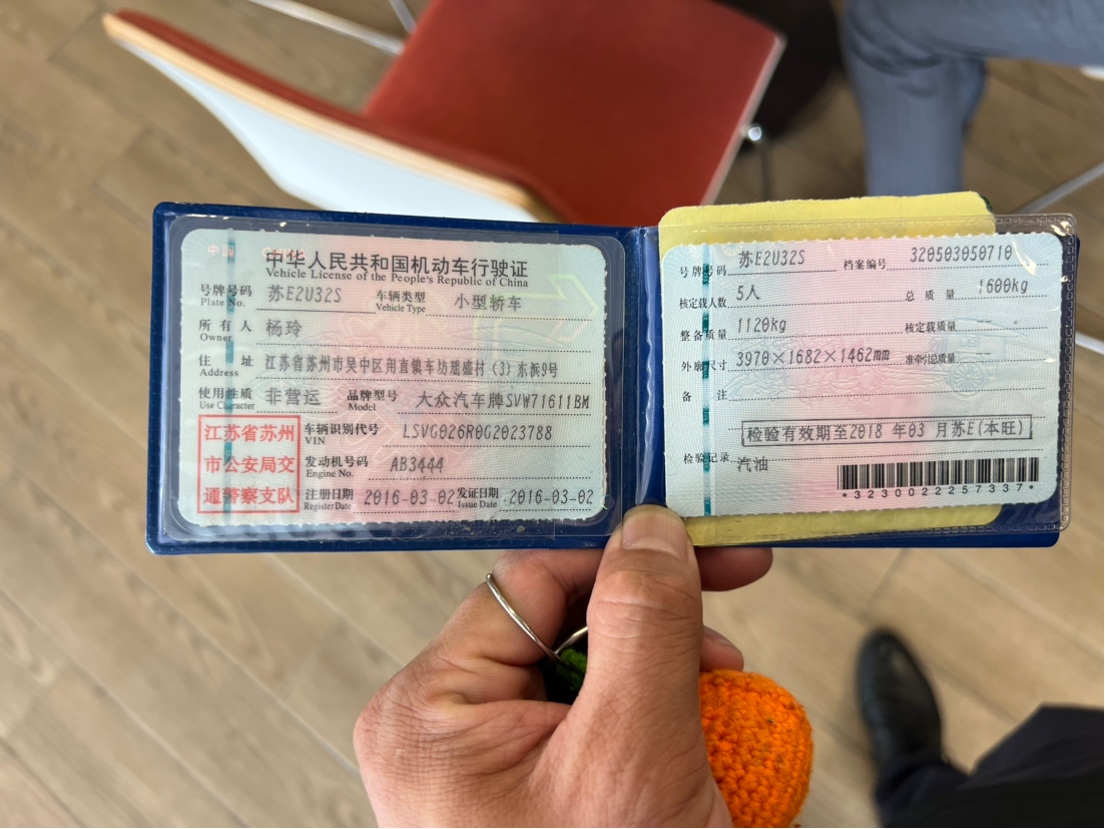 中华人民共和国机动车行驶证
Vehicle License of the People's Republic of China
号牌号码 苏E2U32S 车辆类型 小型轿车
Plate No. Vehicle Type
所有人 杨玲
Owner
住址 江苏省苏州市吴中区甪直镇车坊瑶盛村(3)东浜9号
Address
使用性质 非营运 品牌型号 大众汽车牌SVW71611BM
Use Character Model
江苏省苏州
市公安局交
通警察支队
车辆识别代号 LSVG026R0G2023788
VIN
发动机号码 AB3444
Engine No.
注册日期 2016-03-02 发证日期 2016-03-02
Register Date Issue Date
号牌号码 苏E2U32S 档案编号 320503050710
核定载人数 5人 总质量 1600kg
整备质量 1120kg 核定载质量 --
外廓尺寸 3970×1682×1462mm 准牵引总质量 --
备注
检验有效期至2018年03月苏E(本旺)
检验记录 汽油
*3230022257337*